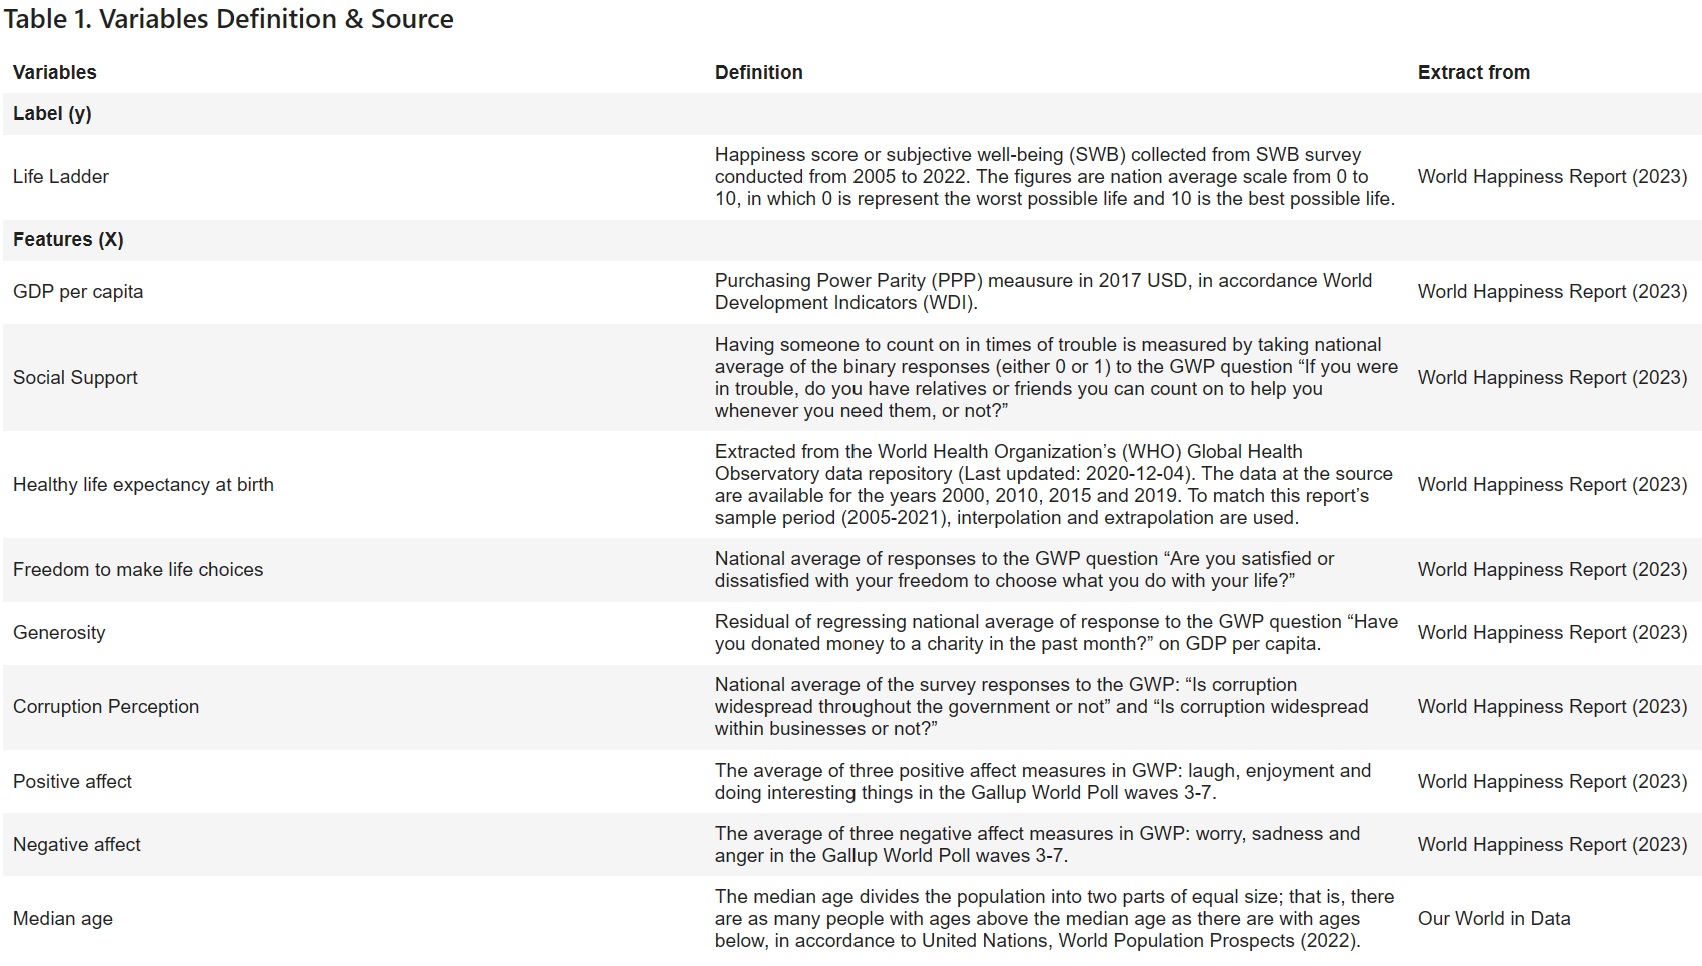 Table 1. Variables Definition & Source
Variables Definition Extract from
Label (y)
Life Ladder
Happiness score or subjective well-being (SWB) collected from SWB survey
conducted from 2005 to 2022. The figures are nation average scale from 0 to
10, in which 0 is represent the worst possible life and 10 is the best possible life.
World Happiness Report (2023)
Features (X)
GDP per capita
Purchasing Power Parity (PPP) meausure in 2017 USD, in accordance World
Development Indicators (WDI).
World Happiness Report (2023)
Social Support
Having someone to count on in times of trouble is measured by taking national
average of the binary responses (either 0 or 1) to the GWP question “If you were
in trouble, do you have relatives or friends you can count on to help you
whenever you need them, or not?”
World Happiness Report (2023)
Healthy life expectancy at birth
Extracted from the World Health Organization’s (WHO) Global Health
Observatory data repository (Last updated: 2020-12-04). The data at the source
are available for the years 2000, 2010, 2015 and 2019. To match this report’s
sample period (2005-2021), interpolation and extrapolation are used.
World Happiness Report (2023)
Freedom to make life choices
National average of responses to the GWP question “Are you satisfied or
dissatisfied with your freedom to choose what you do with your life?”
World Happiness Report (2023)
Generosity
Residual of regressing national average of response to the GWP question “Have
you donated money to a charity in the past month?” on GDP per capita.
World Happiness Report (2023)
Corruption Perception
National average of the survey responses to the GWP: “Is corruption
widespread throughout the government or not” and “Is corruption widespread
within businesses or not?”
World Happiness Report (2023)
Positive affect
The average of three positive affect measures in GWP: laugh, enjoyment and
doing interesting things in the Gallup World Poll waves 3-7.
World Happiness Report (2023)
Negative affect
The average of three negative affect measures in GWP: worry, sadness and
anger in the Gallup World Poll waves 3-7.
World Happiness Report (2023)
Median age
The median age divides the population into two parts of equal size; that is, there
are as many people with ages above the median age as there are with ages
below, in accordance to United Nations, World Population Prospects (2022).
Our World in Data